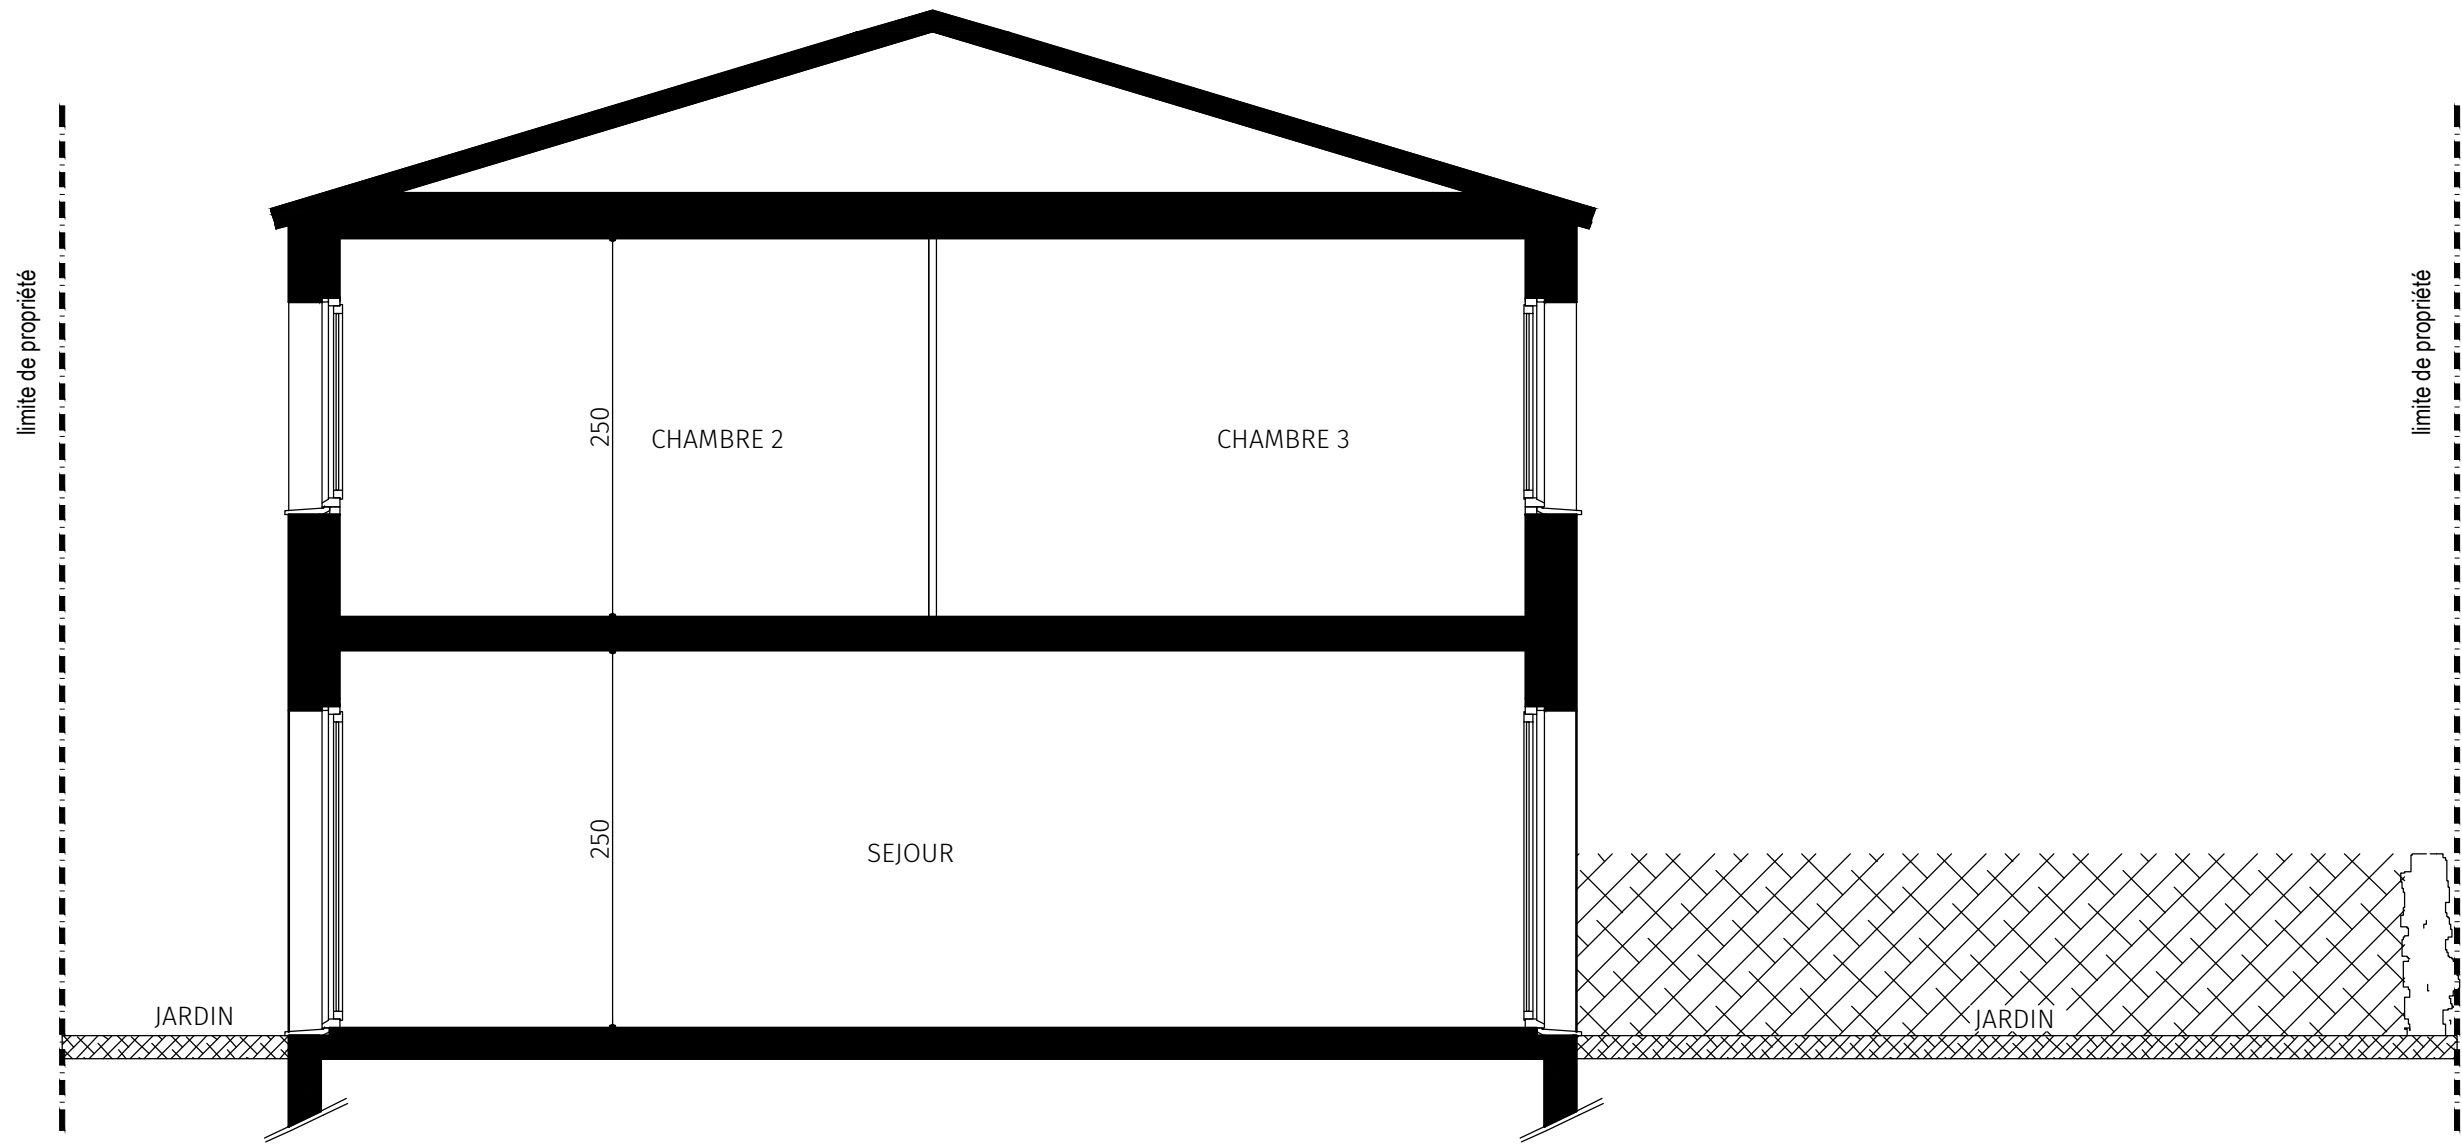 limite de propriété
limite de propriété
250
CHAMBRE 2
CHAMBRE 3
250
SEJOUR
JARDIN
JARDIN